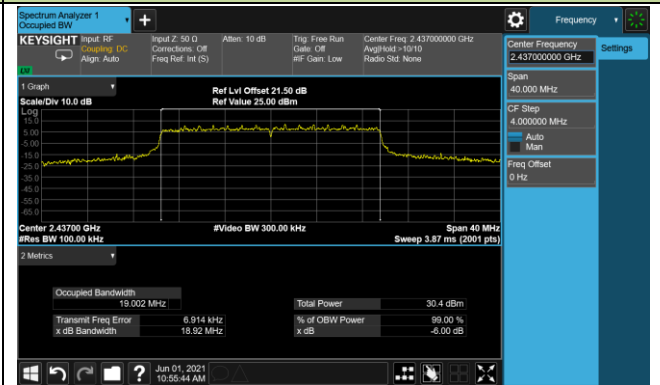 Spectrum Analyzer 1
Occupied BW
Frequency
KEYSIGHT
Input: RF
Coupling: DC
Align: Auto
Input Z: 50 Ω
Corrections: Off
Freq Ref: Int (S)
Atten: 10 dB
Trig: Free Run
Gate: Off
#IF Gain: Low
Center Freq: 2.437000000 GHz
Avg|Hold:>10/10
Radio Std: None
Center Frequency
2.437000000 GHz
Settings
Span
40.000 MHz
CF Step
4.000000 MHz
Auto
Man
Freq Offset
0 Hz
1 Graph
Scale/Div 10.0 dB
Ref Lvl Offset 21.50 dB
Ref Value 25.00 dBm
Log
15.0
5.00
-5.00
-15.0
-25.0
-35.0
-45.0
-55.0
-65.0
Center 2.43700 GHz
#Video BW 300.00 kHz
Span 40 MHz
#Res BW 100.00 kHz
Sweep 3.87 ms (2001 pts)
2 Metrics
Occupied Bandwidth
19.002 MHz
Total Power 30.4 dBm
Transmit Freq Error 6.914 kHz
% of OBW Power 99.00 %
x dB Bandwidth 18.92 MHz
x dB -6.00 dB
Jun 01, 2021
10:55:44 AM